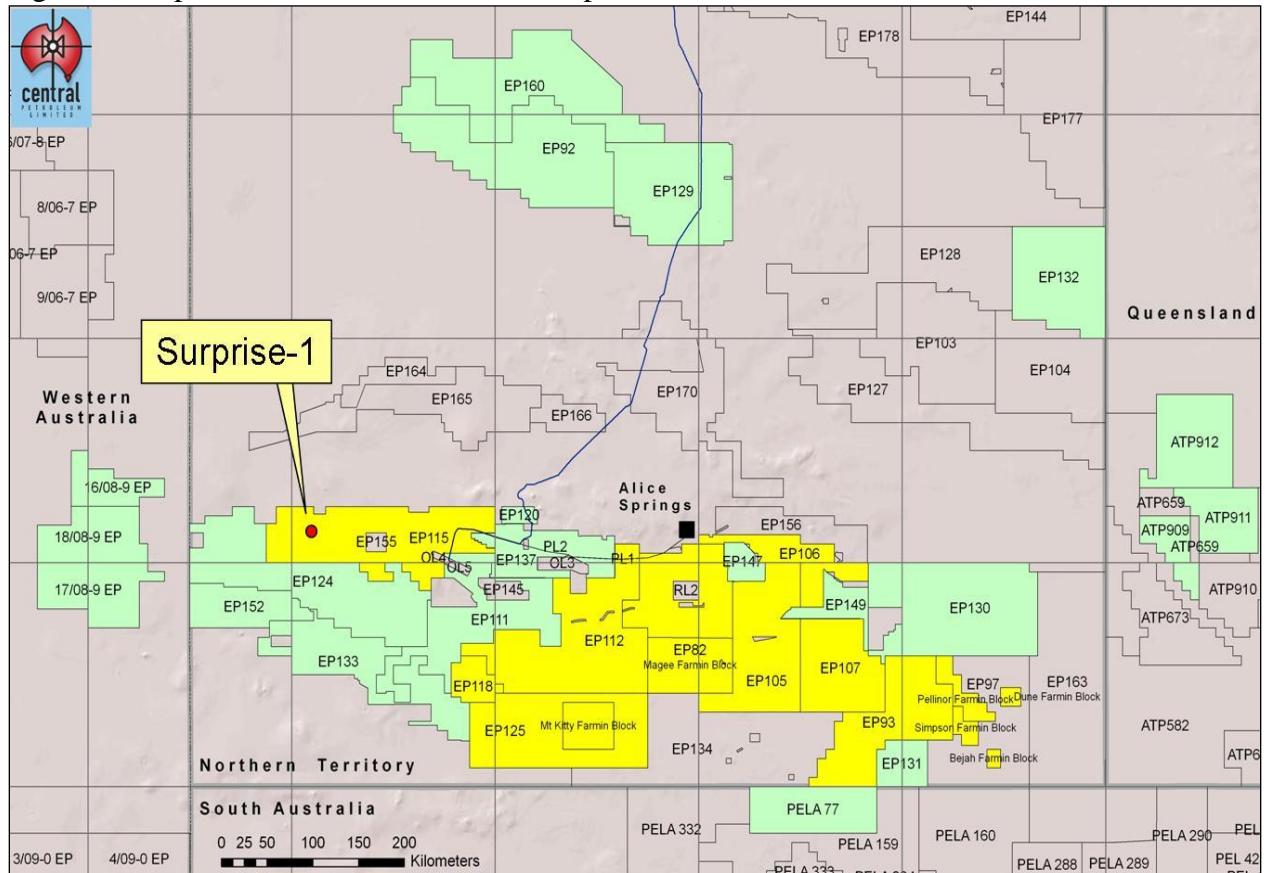 central
PETROLEUM
LIMITED
EP144
EP178
EP160
EP177
EP92
EP129
8/06-7 EP
EP128
EP132
9/06-7 EP
Queensland
Surprise-1
EP103
EP164
EP104
EP170
EP127
EP165
Western
Australia
EP166
ATP912
16/08-9 EP
Alice
Springs
ATP659
EP120
EP156
ATP911
18/08-9 EP
EP155
EP115
PL2
ATP909
OL4
EP137
PL1
EP147
EP106
ATP659
OL5
OL3
EP124
17/08-9 EP
EP145
RL2
ATP910
EP152
EP149
EP130
EP111
ATP673
EP112
EP82
Magee Farmin Block
EP133
EP107
EP105
EP97
EP163
EP118
Pellinor Farmin Block
Dune Farmin Block
EP93
EP125
Mt Kitty Farmin Block
Simpson Farmin Block
ATP582
EP134
Bejah Farmin Block
EP131
Northern Territory
South Australia
PELA 77
0 25 50 100 150 200
Kilometers
PELA 332
PELA 159
PELA 160
PELA 290
3/09-0 EP
4/09-0 EP
PELA 288
PELA 289
PEL 42